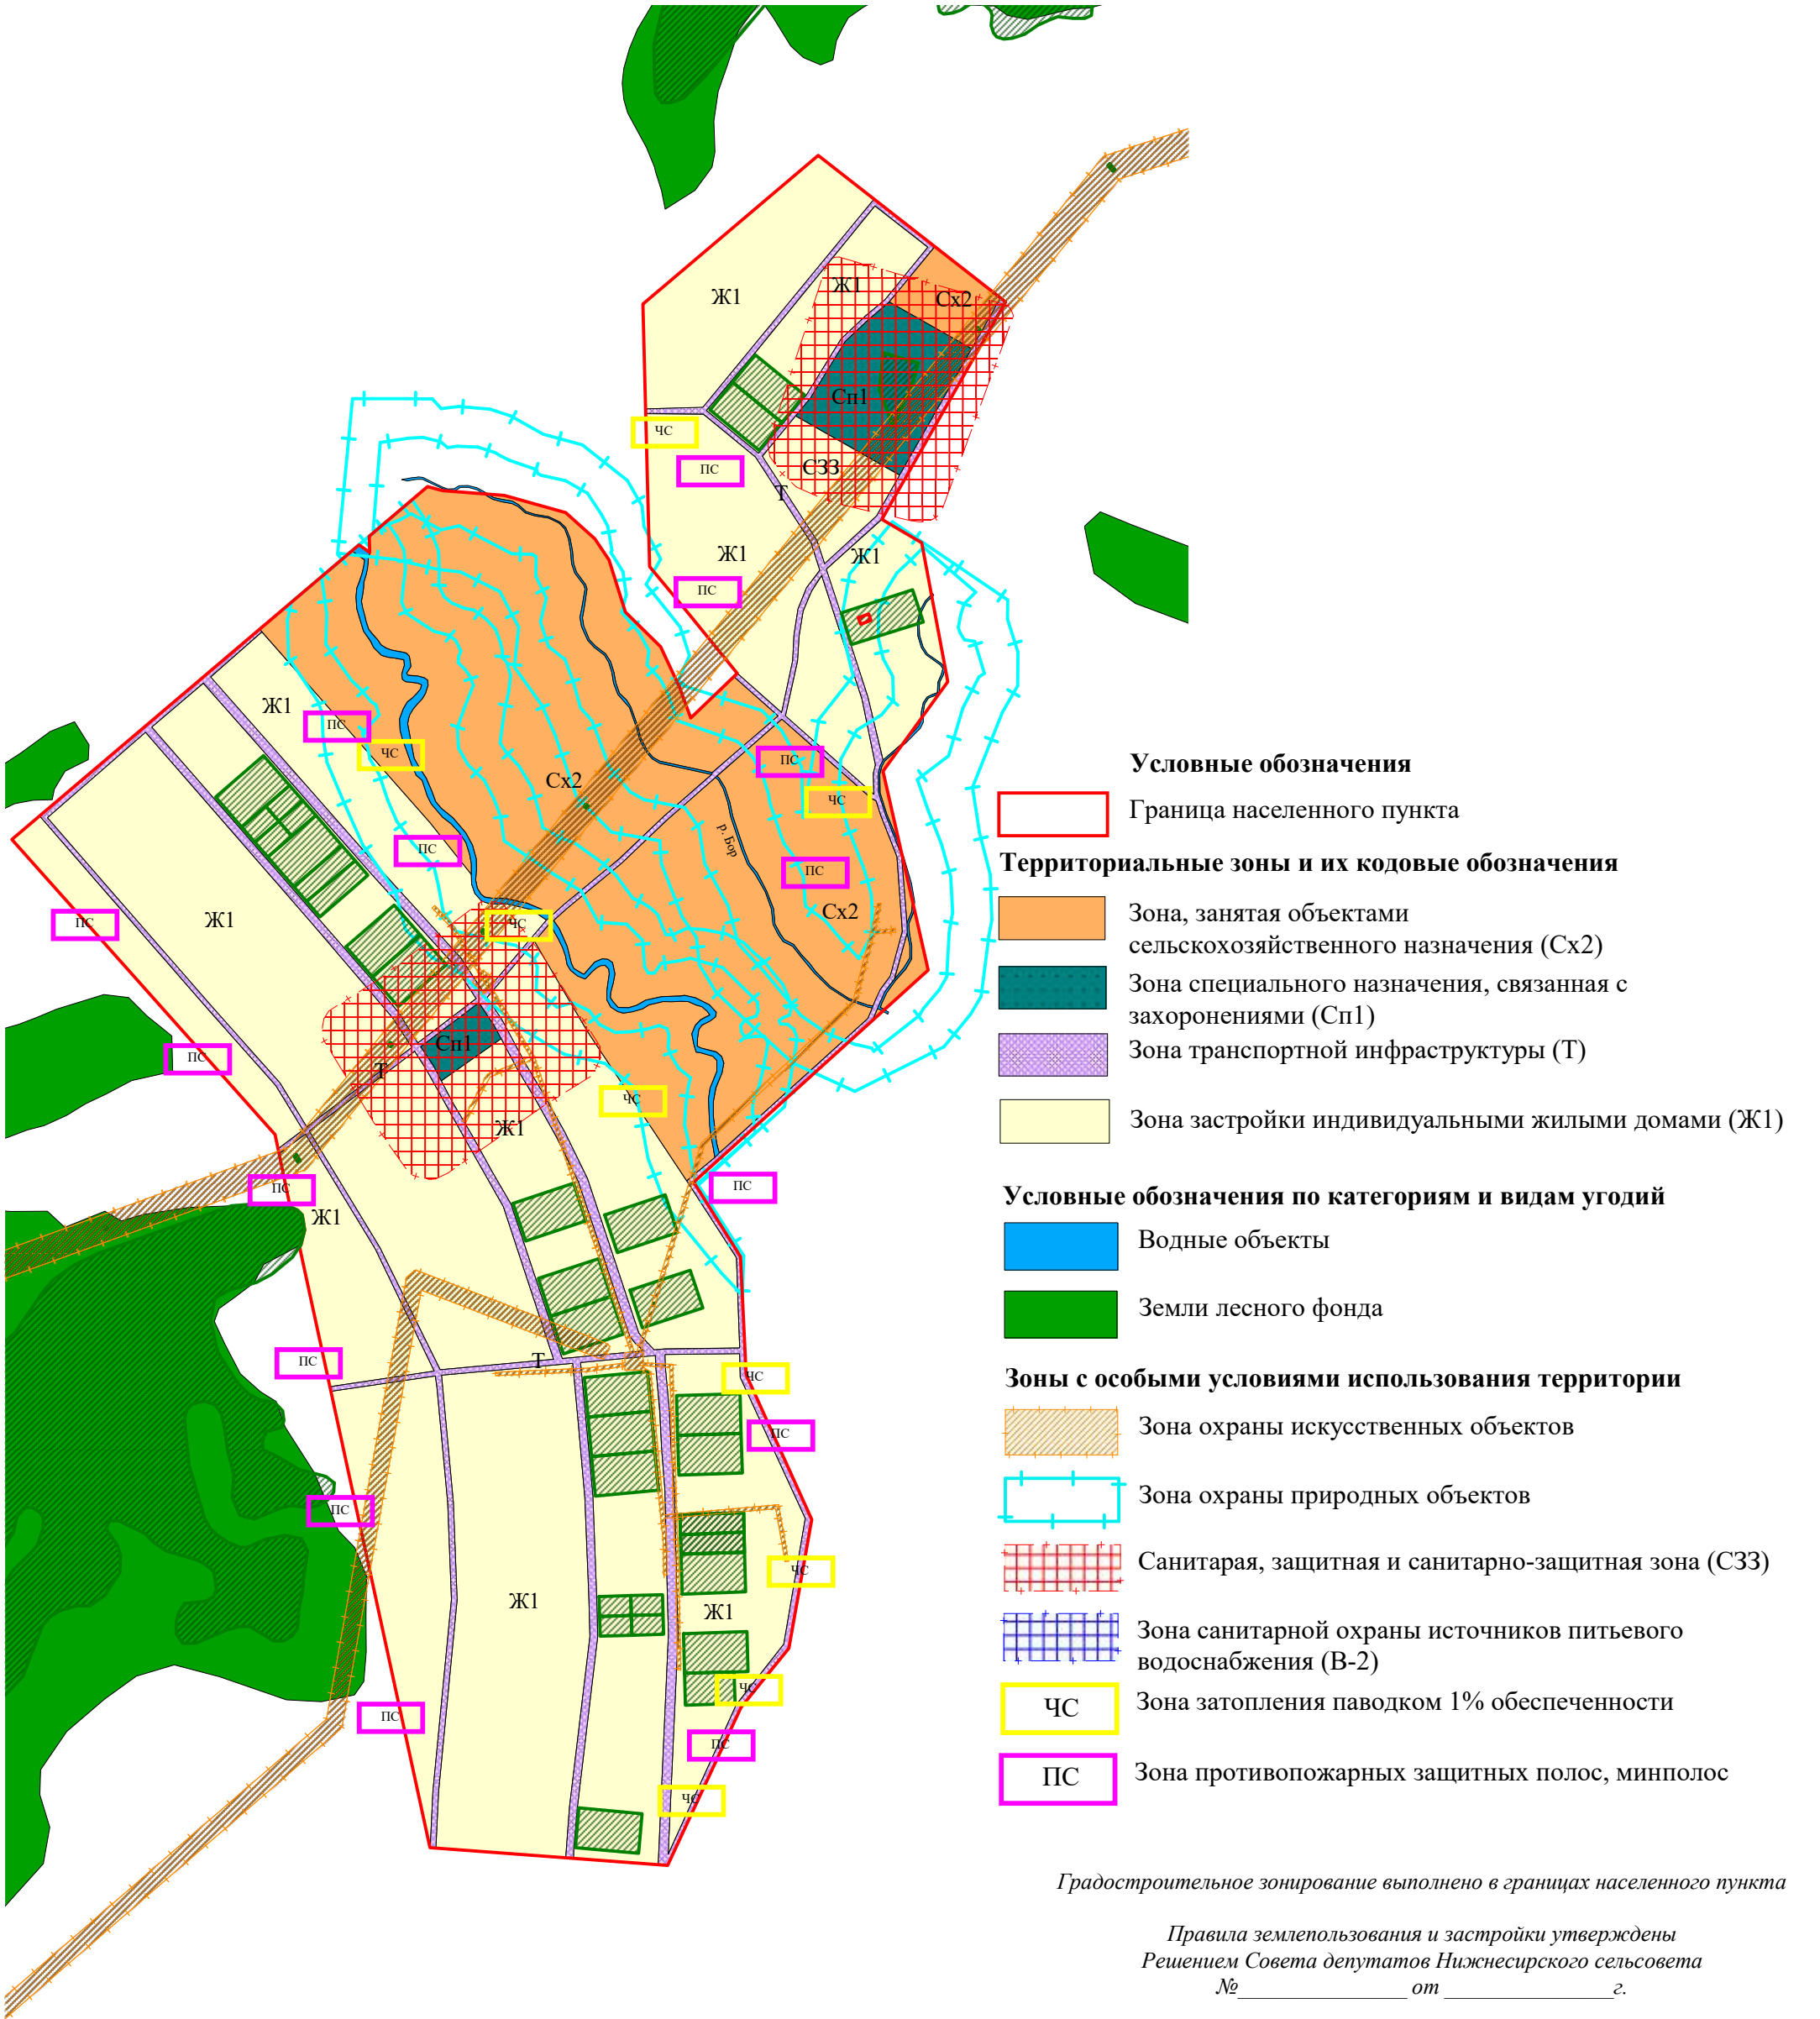 Ж1
Ж1
Сх2
Сп1
ЧС
ПС
СЗЗ
Т
Ж1
Ж1
ПС
Ж1
ПС
ЧС
Сх2
ПС
ЧС
р. Бор
ПС
ПС
Сх2
Ж1
ПС
ЧС
Сп1
ПС
Т
ЧС
Ж1
ПС
ПС
Ж1
Т
ПС
ЧС
ПС
ПС
ЧС
Ж1
Ж1
ЧС
ПС
ПС
ЧС
Условные обозначения
Граница населенного пункта
Территориальные зоны и их кодовые обозначения
Зона, занятая объектами
сельскохозяйственного назначения (Сх2)
Зона специального назначения, связанная с
захоронениями (Сп1)
Зона транспортной инфраструктуры (Т)
Зона застройки индивидуальными жилыми домами (Ж1)
Условные обозначения по категориям и видам угодий
Водные объекты
Земли лесного фонда
Зоны с особыми условиями использования территории
Зона охраны искусственных объектов
Зона охраны природных объектов
Санитарая, защитная и санитарно-защитная зона (СЗЗ)
Зона санитарной охраны источников питьевого
водоснабжения (В-2)
ЧС Зона затопления паводком 1% обеспеченности
ПС Зона противопожарных защитных полос, минполос
Градостроительное зонирование выполнено в границах населенного пункта
Правила землепользования и застройки утверждены
Решением Совета депутатов Нижнесирского сельсовета
№_______________ от _______________г.